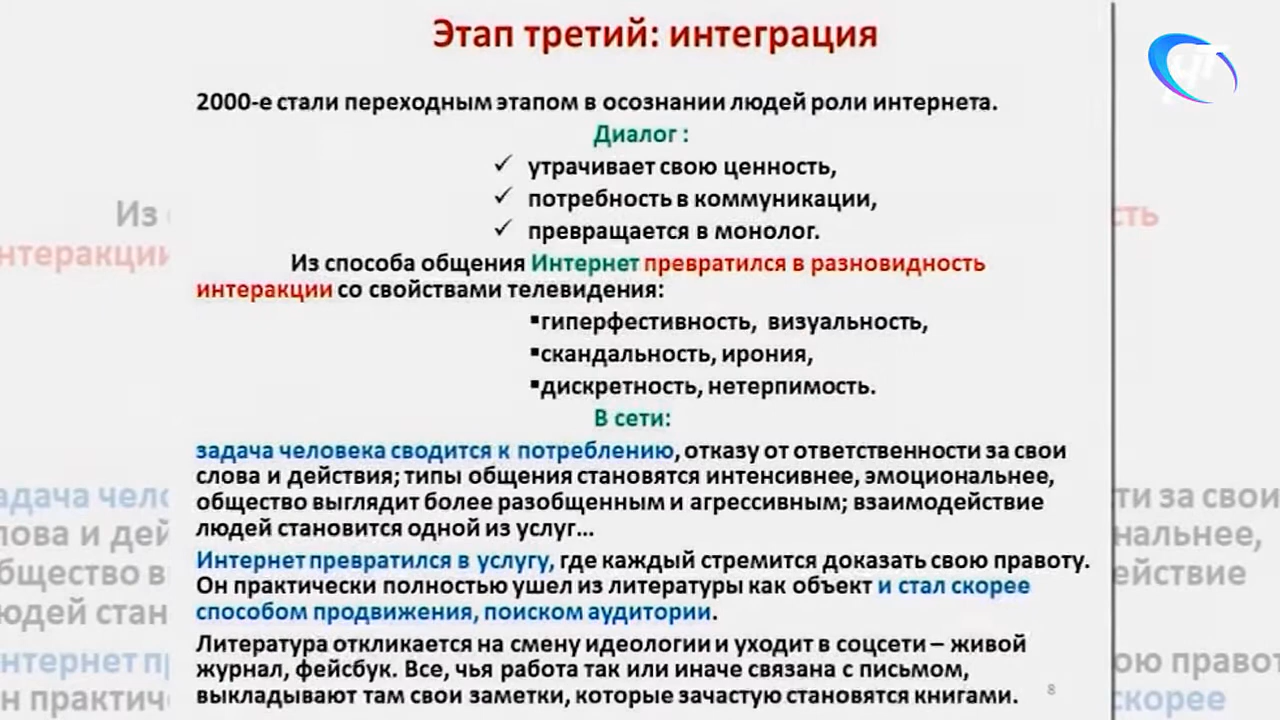 Этап третий: интеграция
2000-е стали переходным этапом в осознании людей роли интернета.
Диалог :
✓ утрачивает свою ценность,
✓ потребность в коммуникации,
✓ превращается в монолог.
Из способа общения Интернет превратился в разновидность
интеракции со свойствами телевидения:
▪гиперфестивность, визуальность,
▪скандальность, ирония,
▪дискретность, нетерпимость.
В сети:
задача человека сводится к потреблению, отказу от ответственности за свои
слова и действия; типы общения становятся интенсивнее, эмоциональнее,
общество выглядит более разобщенным и агрессивным; взаимодействие
людей становится одной из услуг...
Интернет превратился в услугу, где каждый стремится доказать свою правоту.
Он практически полностью ушел из литературы как объект и стал скорее
способом продвижения, поиском аудитории.
Литература откликается на смену идеологии и уходит в соцсети – живой
журнал, фейсбук. Все, чья работа так или иначе связана с письмом,
выкладывают там свои заметки, которые зачастую становятся книгами.
8